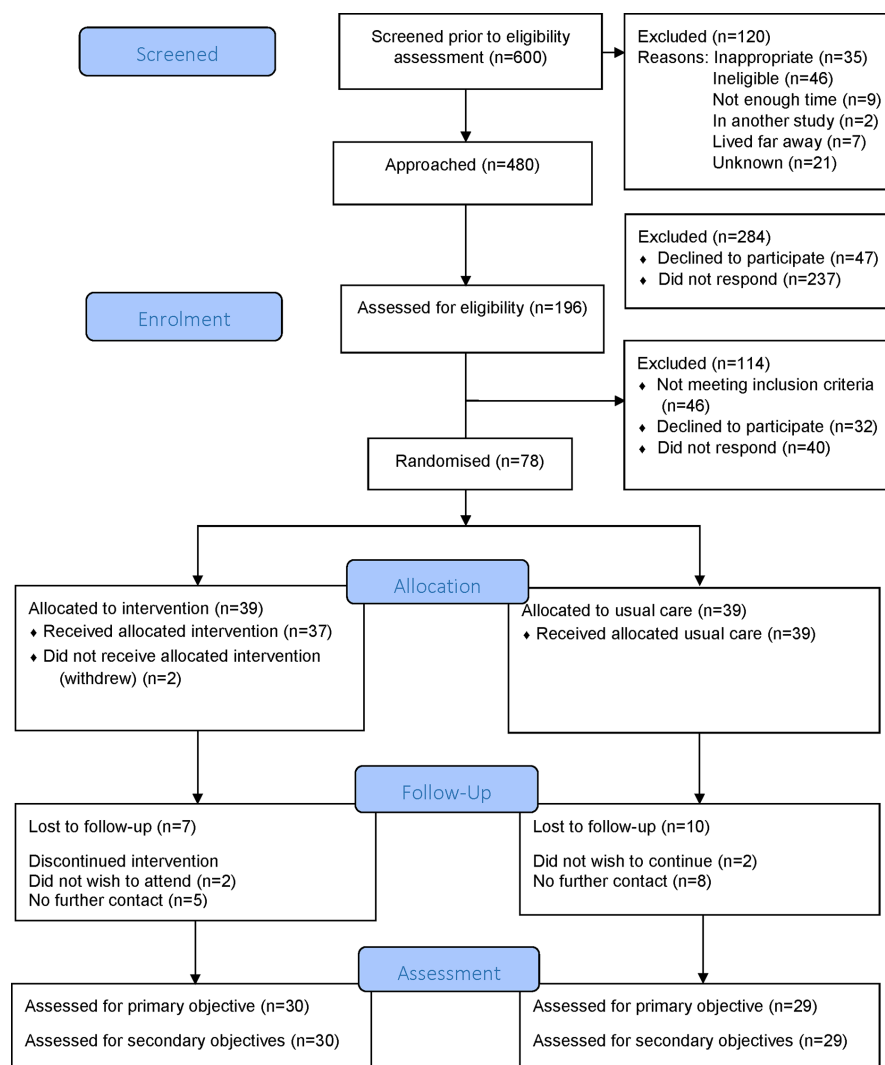 Screened
Screened prior to eligibility
assessment (n=600)
Excluded (n=120)
Reasons: Inappropriate (n=35)
Ineligible (n=46)
Not enough time (n=9)
In another study (n=2)
Lived far away (n=7)
Unknown (n=21)
Approached (n=480)
Excluded (n=284)
♦ Declined to participate (n=47)
♦ Did not respond (n=237)
Enrolment
Assessed for eligibility (n=196)
Excluded (n=114)
♦ Not meeting inclusion criteria
(n=46)
♦ Declined to participate (n=32)
♦ Did not respond (n=40)
Randomised (n=78)
Allocation
Allocated to intervention (n=39)
♦ Received allocated intervention (n=37)
♦ Did not receive allocated intervention
(withdrew) (n=2)
Allocated to usual care (n=39)
♦ Received allocated usual care (n=39)
Follow-Up
Lost to follow-up (n=7)
Discontinued intervention
Did not wish to attend (n=2)
No further contact (n=5)
Lost to follow-up (n=10)
Did not wish to continue (n=2)
No further contact (n=8)
Assessment
Assessed for primary objective (n=30)
Assessed for secondary objectives (n=30)
Assessed for primary objective (n=29)
Assessed for secondary objectives (n=29)